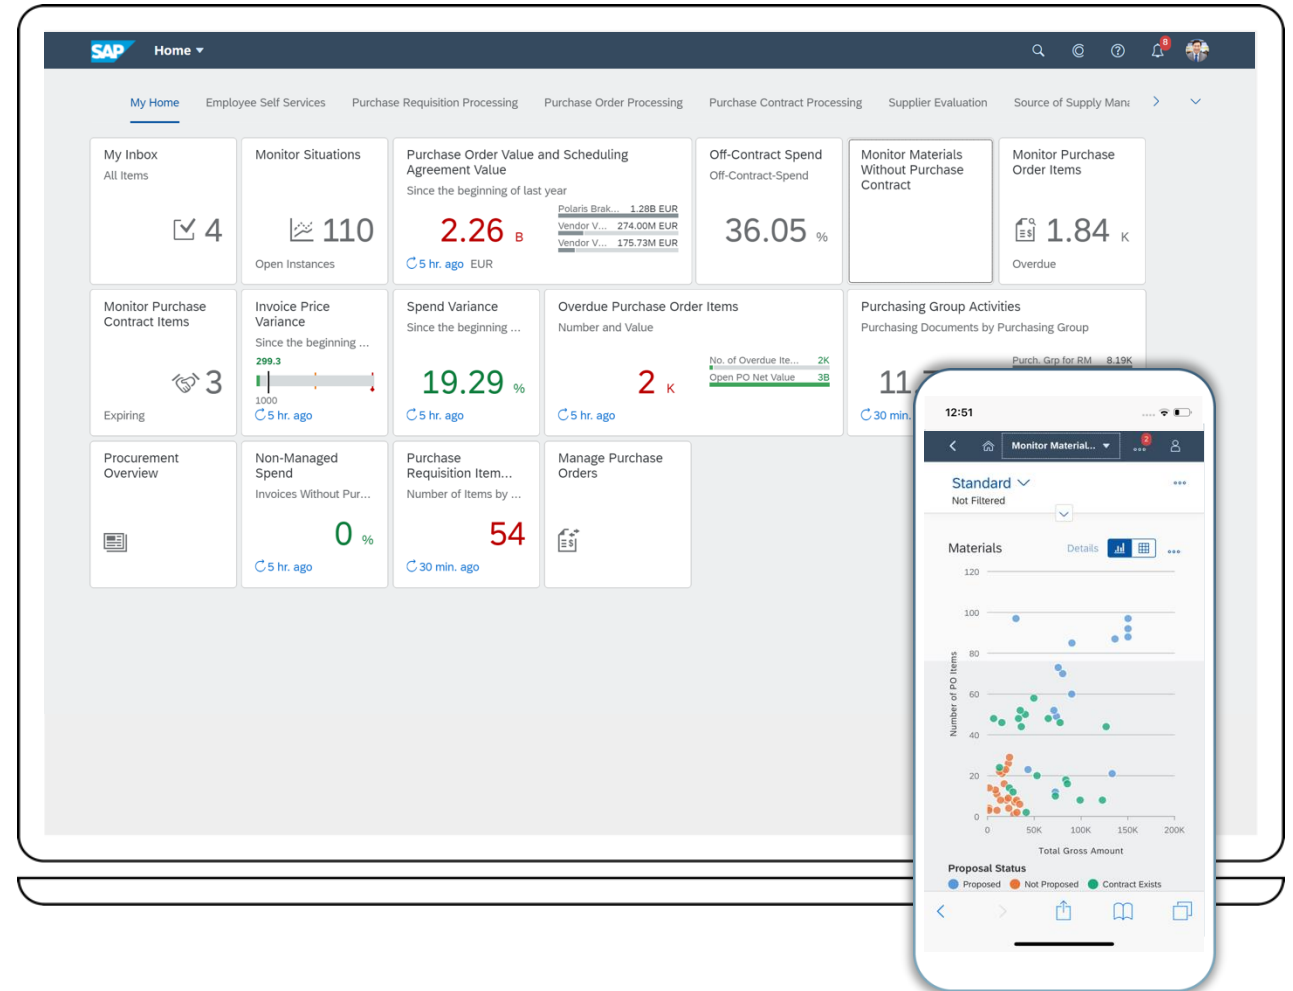 SAP
Home
8
My Home
Employee Self Services
Purchase Requisition Processing
Purchase Order Processing
Purchase Contract Processing
Supplier Evaluation
Source of Supply
My Inbox
All Items
4
Monitor Situations
110
Open Instances
Purchase Order Value and Scheduling
Agreement Value
Since the beginning of last year
2.26 B
Polaris Brak... 1.28B EUR
Vendor V... 274.00M EUR
Vendor V... 175.73M EUR
5 hr. ago EUR
Off-Contract Spend
Off-Contract-Spend
36.05 %
Monitor Materials
Without Purchase
Contract
Monitor Purchase
Order Items
1.84 K
Overdue
Monitor Purchase
Contract Items
3
Expiring
Invoice Price
Variance
Since the beginning ...
299.3
1000
5 hr. ago
Spend Variance
Since the beginning ...
19.29 %
5 hr. ago
Overdue Purchase Order Items
Number and Value
2 K
No. of Overdue Ite... 2K
Open PO Net Value 3B
5 hr. ago
Purchasing Group Activities
Purchasing Documents by Purchasing Group
Purch. Grp for RM 8.19K
30 min.
Procurement
Overview
Non-Managed
Spend
Invoices Without Pur...
0 %
5 hr. ago
Purchase
Requisition Item...
Number of Items by ...
54
30 min. ago
Manage Purchase
Orders
12:51
Monitor Material...
2
Standard
Not Filtered
Materials
Details
120
100
80
60
40
20
0
Number of PO Items
0 50K 100K 150K 200K
Total Gross Amount
Proposal Status
Proposed Not Proposed Contract Exists